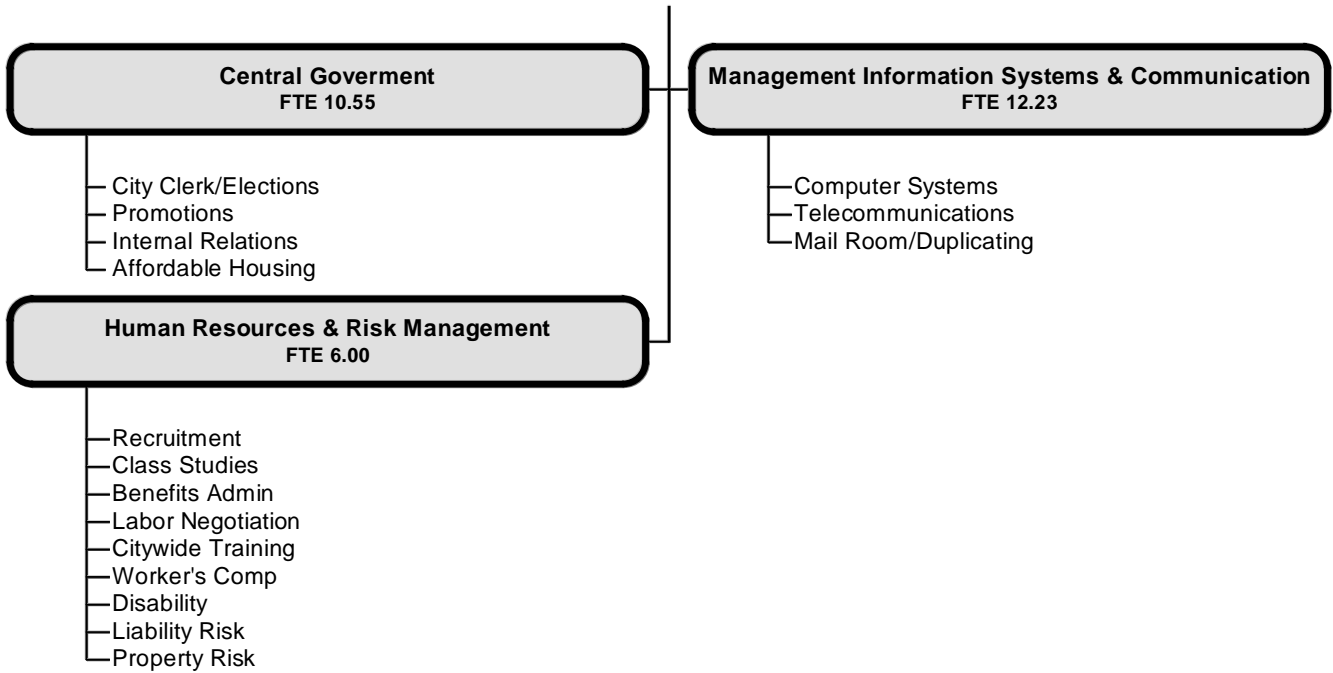 Central Goverment
FTE 10.55
City Clerk/Elections
Promotions
Internal Relations
Affordable Housing
Management Information Systems & Communication
FTE 12.23
Computer Systems
Telecommunications
Mail Room/Duplicating
Human Resources & Risk Management
FTE 6.00
Recruitment
Class Studies
Benefits Admin
Labor Negotiation
Citywide Training
Worker's Comp
Disability
Liability Risk
Property Risk